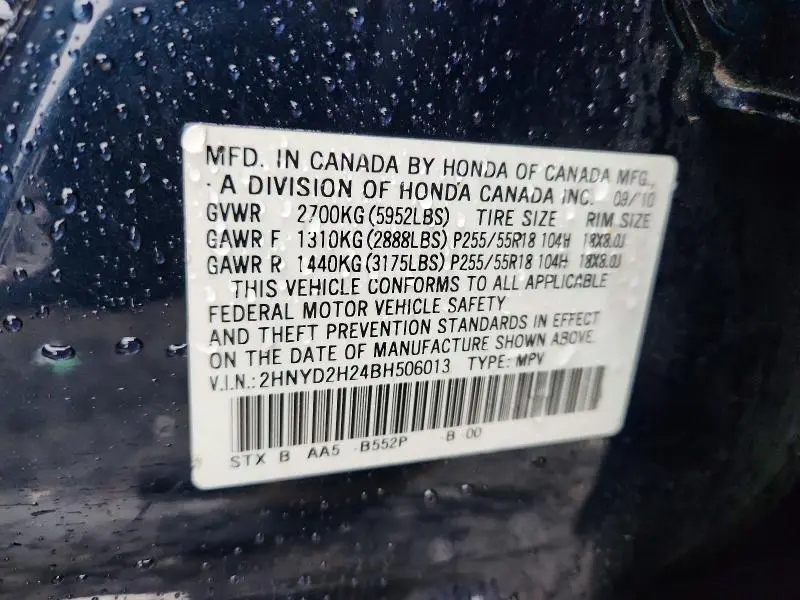 MFD. IN CANADA BY HONDA OF CANADA MFG.,
A DIVISION OF HONDA CANADA INC. 09/10
GVWR 2700KG(5952LBS) TIRE SIZE RIM SIZE
GAWR F 1310KG(2888LBS) P255/55R18 104H 18X8.0J
GAWR R 1440KG(3175LBS) P255/55R18 104H 18X8.0J
THIS VEHICLE CONFORMS TO ALL APPLICABLE
FEDERAL MOTOR VEHICLE SAFETY
AND THEFT PREVENTION STANDARDS IN EFFECT
ON THE DATE OF MANUFACTURE SHOWN ABOVE.
V.I.N.: 2HNYD2H24BH506013 TYPE: MPV
STX B AA5 -B552P -B 00